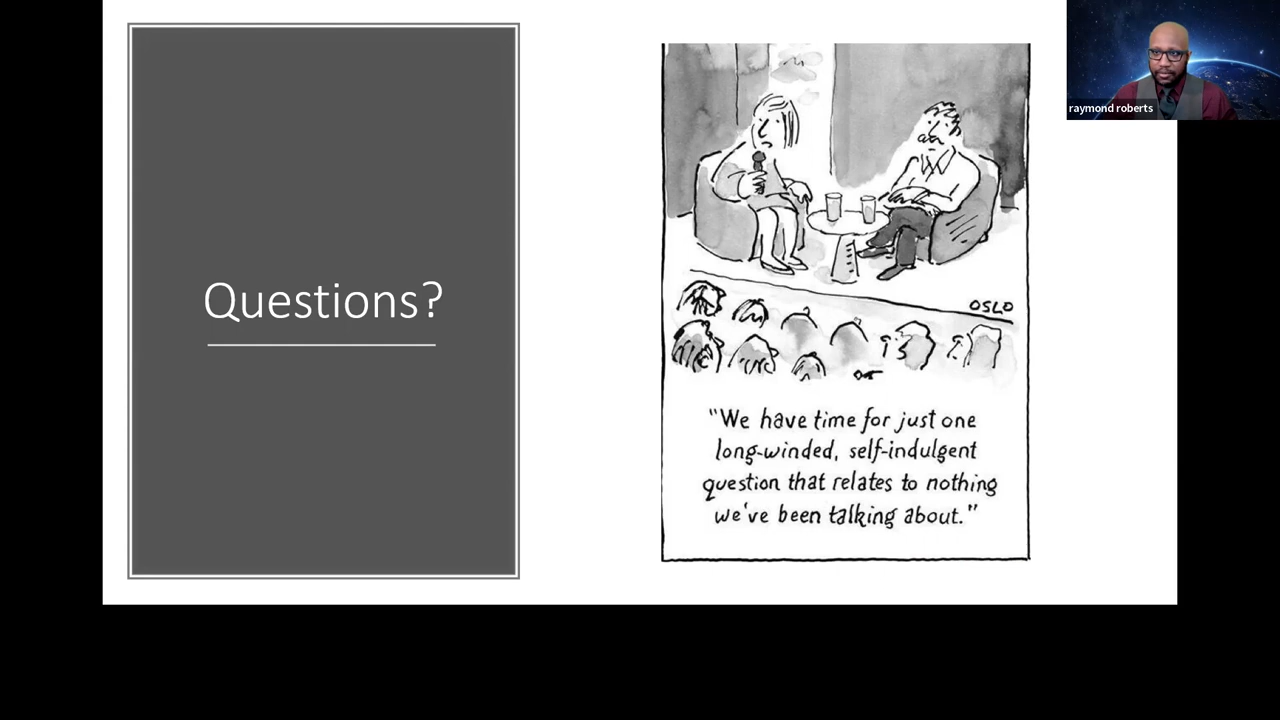 Questions?
raymond roberts
OSLO
"We have time for just one
long-winded, self-indulgent
question that relates to nothing
we've been talking about."